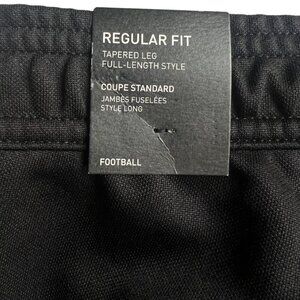 REGULAR FIT
TAPERED LEG
FULL-LENGTH STYLE
COUPE STANDARD
JAMBES FUSELÉES
STYLE LONG
FOOTBALL